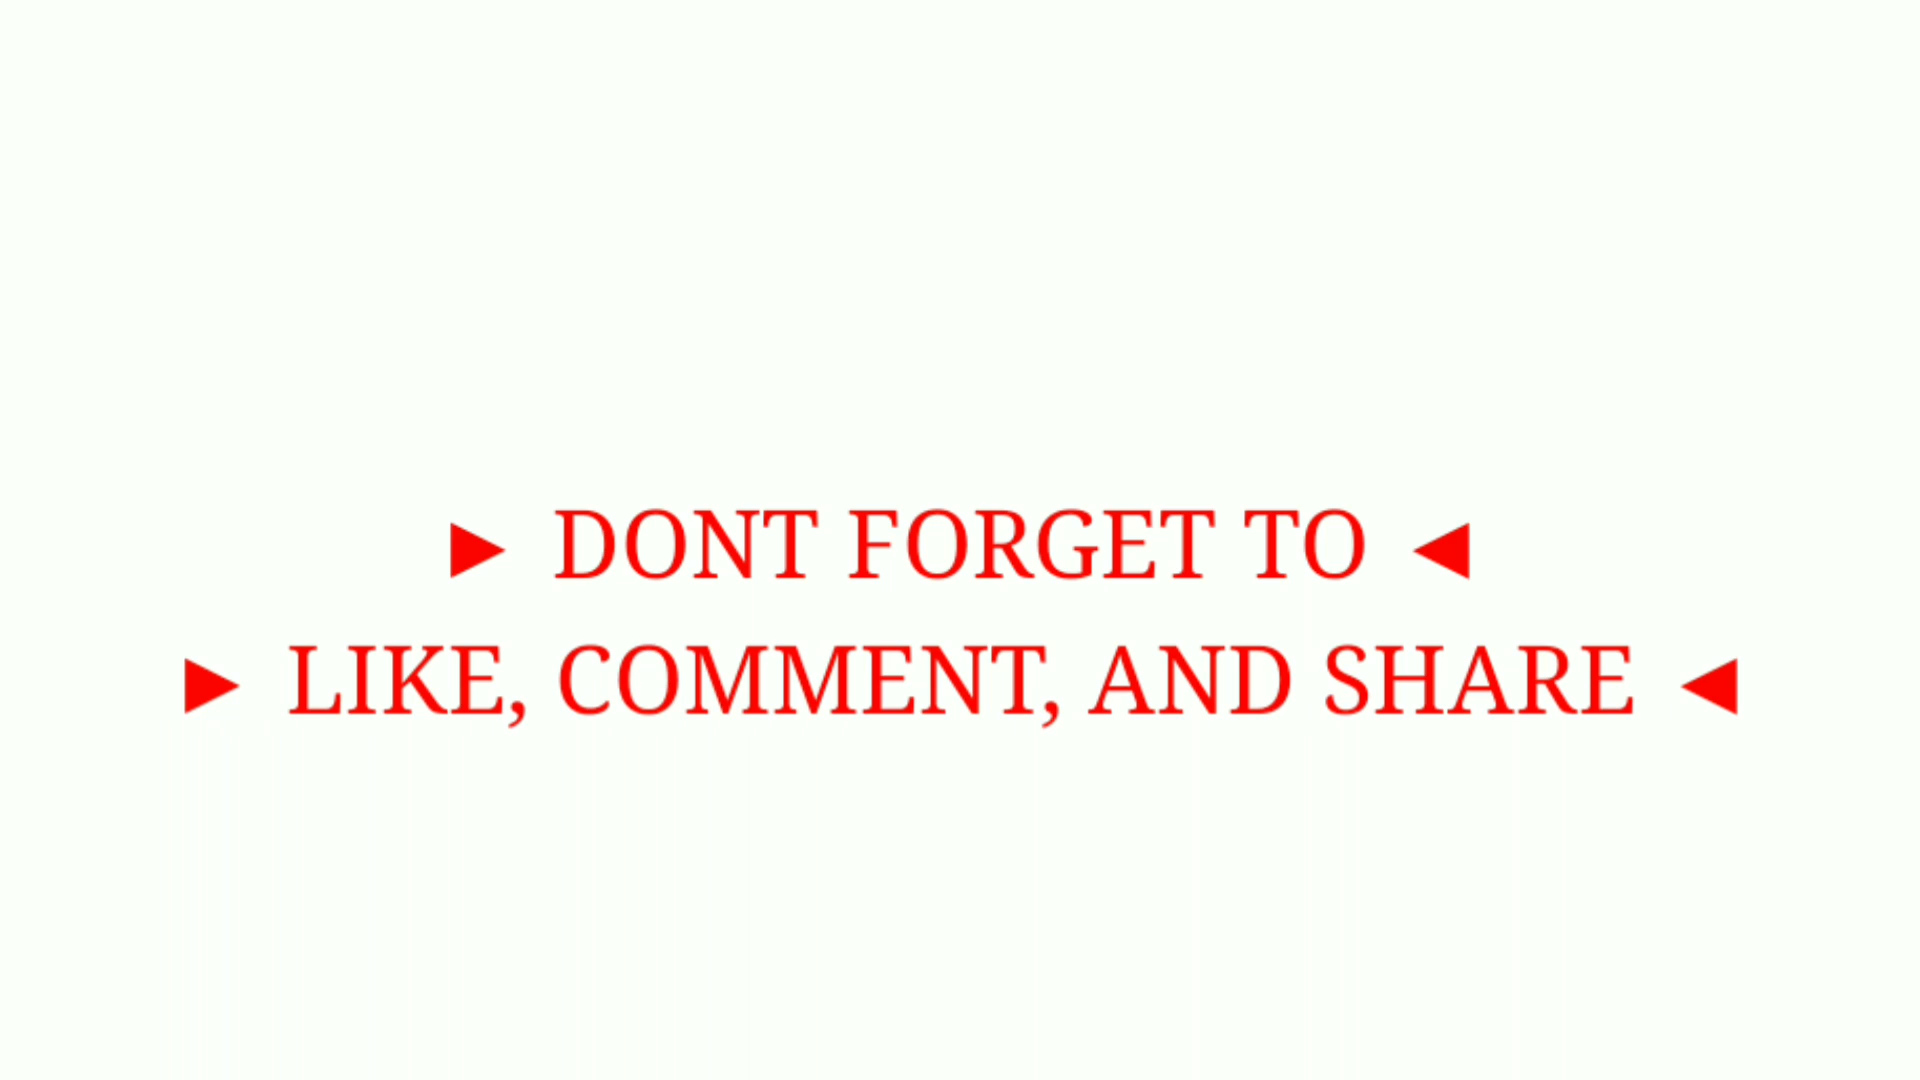 ► DONT FORGET TO ◄
► LIKE, COMMENT, AND SHARE ◄